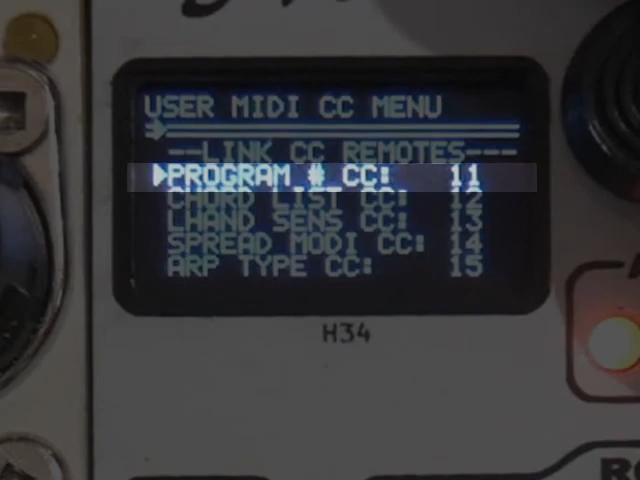 USER MIDI CC MENU
--LINK CC REMOTES---
PROGRAM # CC: 11
CHORD LIST CC: 12
LHAND SENS CC: 13
SPREAD MODI CC: 14
ARP TYPE CC: 15
H34